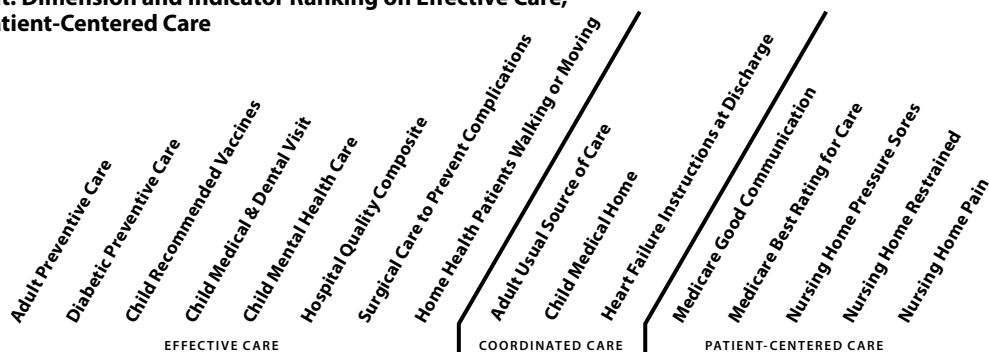 t: Dimension and Indicator Ranking on Effective Care,
atient-Centered Care
Adult Preventive Care
Diabetic Preventive Care
Child Recommended Vaccines
Child Medical & Dental Visit
Child Mental Health Care
Hospital Quality Composite
Surgical Care to Prevent Complications
Home Health Patients Walking or Moving
Adult Usual Source of Care
Child Medical Home
Heart Failure Instructions at Discharge
Medicare Good Communication
Medicare Best Rating for Care
Nursing Home Pressure Sores
Nursing Home Restrained
Nursing Home Pain
EFFECTIVE CARE
COORDINATED CARE
PATIENT-CENTERED CARE